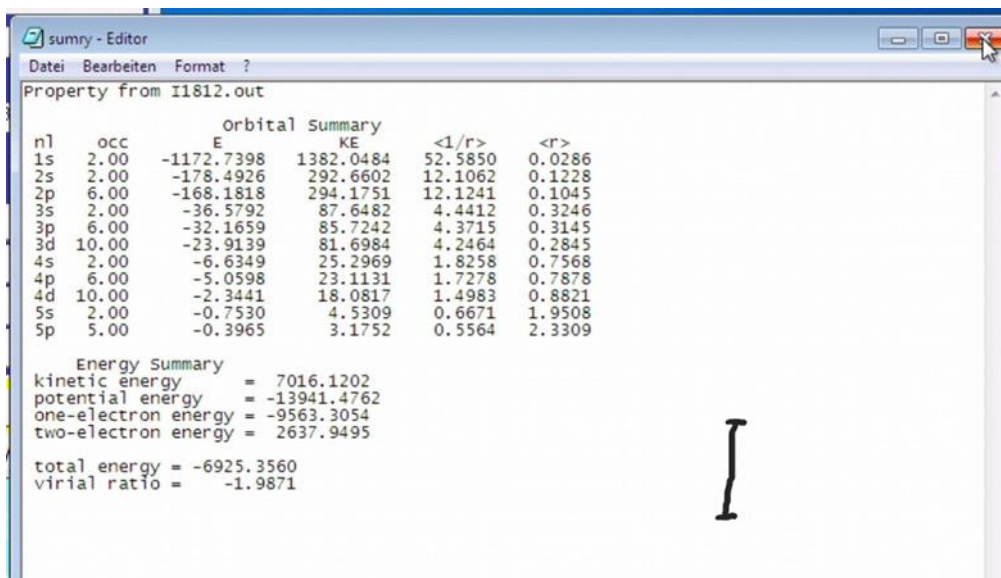 sumry - Editor
Datei Bearbeiten Format ?
Property from I1812.out
Orbital Summary
nl occ E KE <1/r> <r>
1s 2.00 -1172.7398 1382.0484 52.5850 0.0286
2s 2.00 -178.4926 292.6602 12.1062 0.1228
2p 6.00 -168.1818 294.1751 12.1241 0.1045
3s 2.00 -36.5792 87.6482 4.4412 0.3246
3p 6.00 -32.1659 85.7242 4.3715 0.3145
3d 10.00 -23.9139 81.6984 4.2464 0.2845
4s 2.00 -6.6349 25.2969 1.8258 0.7568
4p 6.00 -5.0598 23.1131 1.7278 0.7878
4d 10.00 -2.3441 18.0817 1.4983 0.8821
5s 2.00 -0.7530 4.5309 0.6671 1.9508
5p 5.00 -0.3965 3.1752 0.5564 2.3309
Energy Summary
kinetic energy = 7016.1202
potential energy = -13941.4762
one-electron energy = -9563.3054
two-electron energy = 2637.9495
total energy = -6925.3560
virial ratio = -1.9871
I